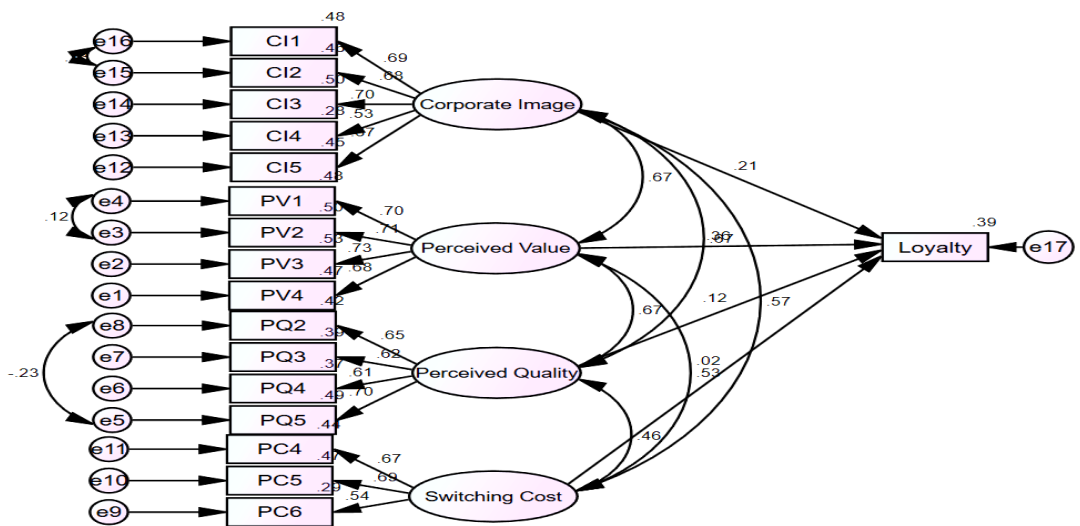 .48
e16 CI1
.46
.69
e15 CI2
.68
.50
e14 CI3
.70
Corporate Image
.28
.53
e13 CI4
.45
e12 CI5
.21
.48
.67
e4 PV1
.70
.50
.12
.71
e3 PV2
.39
.53
.73
Perceived Value
Loyalty
e17
e2 PV3
.47
.68
e1 PV4
.42
.12
.57
.67
e8 PQ2
.65
.39
e7 PQ3
.62
.37
.02
-.23
Perceived Quality
.61
.53
e6 PQ4
.49
.70
e5 PQ5
.44
.46
e11 PC4
.67
.47
e10 PC5
.69
.29
Switching Cost
.54
e9 PC6